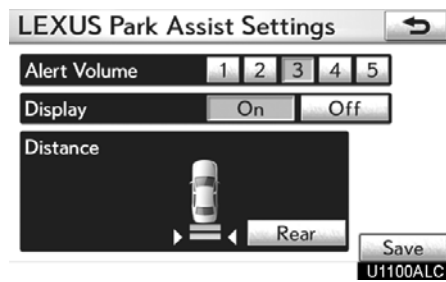 LEXUS Park Assist Settings
Alert Volume 1 2 3 4 5
Display On Off
Distance
Rear
Save
U1100ALC